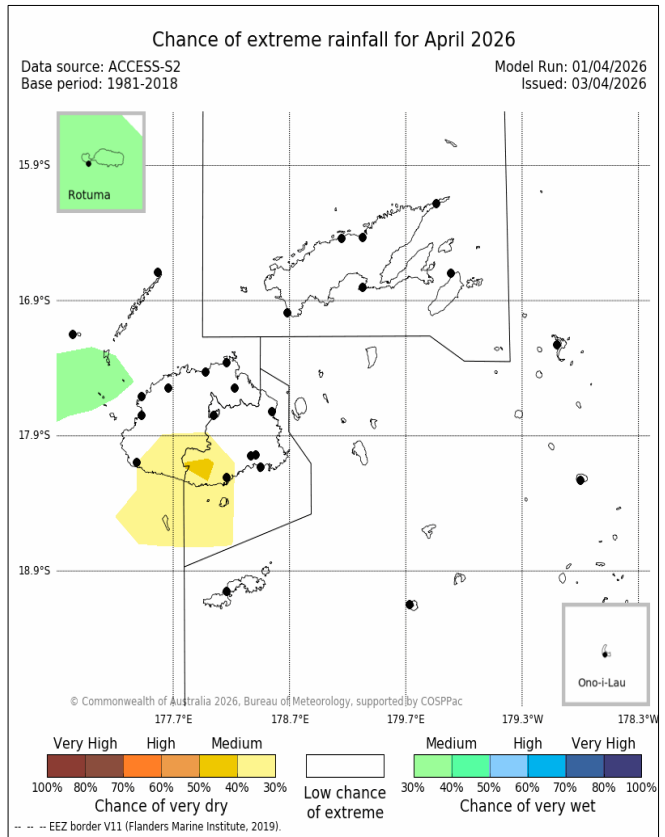 Chance of extreme rainfall for April 2026
Data source: ACCESS-S2
Base period: 1981-2018
Model Run: 01/04/2026
Issued: 03/04/2026
Rotuma
15.9°S
16.9°S
17.9°S
18.9°S
Ono-i-Lau
© Commonwealth of Australia 2026, Bureau of Meteorology, supported by COSPPac
177.7°E 178.7°E 179.7°E 179.3°W 178.3°W
Very High High Medium
100% 80% 70% 60% 50% 40% 30%
Chance of very dry
Low chance
of extreme
Medium High Very High
30% 40% 50% 60% 70% 80% 100%
Chance of very wet
-- -- -- EEZ border V11 (Flanders Marine Institute, 2019).